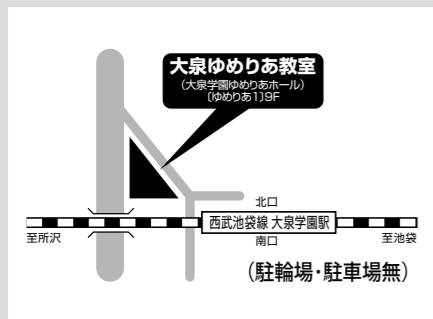 大泉ゆめりあ教室
(大泉学園ゆめりあホール)
〔ゆめりあ1〕9F
北口
西武池袋線 大泉学園駅
至所沢
南口
至池袋
(駐輪場・駐車場無)